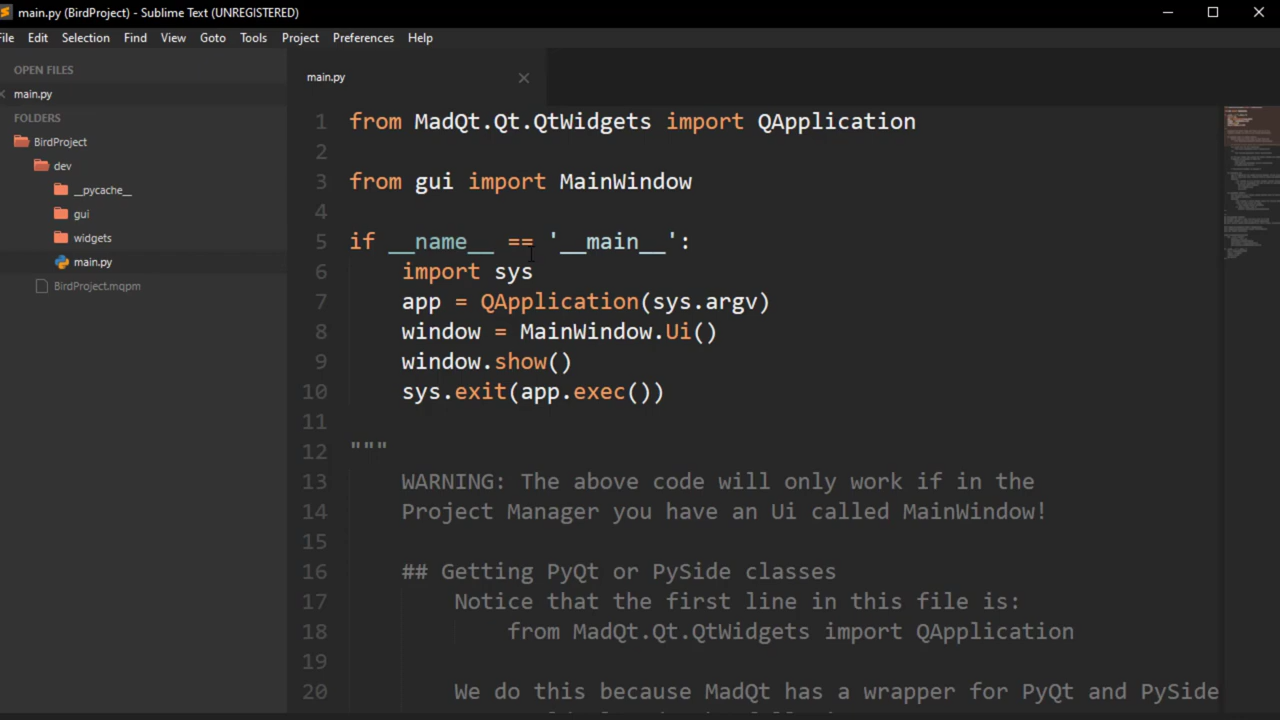 main.py (BirdProject) - Sublime Text (UNREGISTERED)
File Edit Selection Find View Goto Tools Project Preferences Help
OPEN FILES
main.py
FOLDERS
BirdProject
dev
__pycache__
gui
widgets
main.py
BirdProject.mqpm
main.py
1 from MadQt.Qt.QtWidgets import QApplication
2
3 from gui import MainWindow
4
5 if __name__ == '__main__':
6 import sys
7 app = QApplication(sys.argv)
8 window = MainWindow.Ui()
9 window.show()
10 sys.exit(app.exec())
11
12 """
13 WARNING: The above code will only work if in the
14 Project Manager you have an Ui called MainWindow!
15
16 ## Getting PyQt or PySide classes
17 Notice that the first line in this file is:
18 from MadQt.Qt.QtWidgets import QApplication
19
20 We do this because MadQt has a wrapper for PyQt and PySide